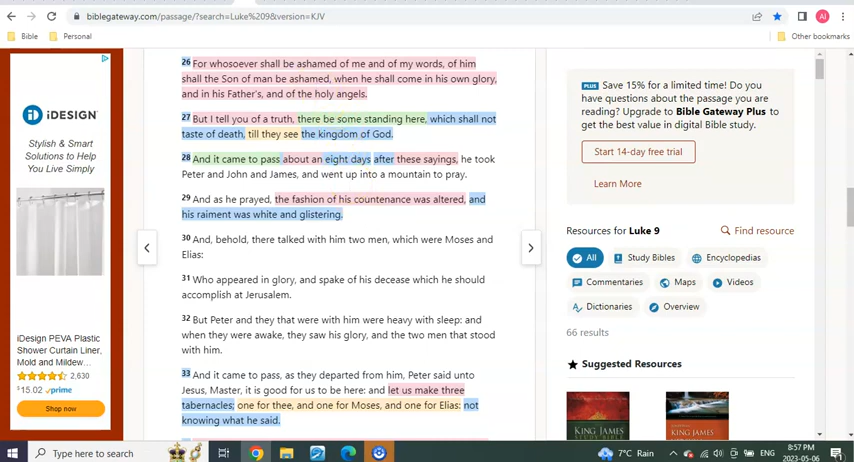 biblegateway.com/passage/?search=Luke%209&version=KJV
AI
Bible
Personal
Other bookmarks
iDESIGN
Stylish & Smart
Solutions to Help
You Live Simply
iDesign PEVA Plastic
Shower Curtain Liner,
Mold and Mildew...
2,630
$15.02 prime
Shop now
26 For whosoever shall be ashamed of me and of my words, of him
shall the Son of man be ashamed, when he shall come in his own glory,
and in his Father's, and of the holy angels.
27 But I tell you of a truth, there be some standing here, which shall not
taste of death, till they see the kingdom of God.
28 And it came to pass about an eight days after these sayings, he took
Peter and John and James, and went up into a mountain to pray.
29 And as he prayed, the fashion of his countenance was altered, and
his raiment was white and glistering.
30 And, behold, there talked with him two men, which were Moses and
Elias:
31 Who appeared in glory, and spake of his decease which he should
accomplish at Jerusalem.
32 But Peter and they that were with him were heavy with sleep: and
when they were awake, they saw his glory, and the two men that stood
with him.
33 And it came to pass, as they departed from him, Peter said unto
Jesus, Master, it is good for us to be here: and let us make three
tabernacles; one for thee, and one for Moses, and one for Elias: not
knowing what he said.
PLUS Save 15% for a limited time! Do you
have questions about the passage you are
reading? Upgrade to Bible Gateway Plus to
get the best value in digital Bible study.
Start 14-day free trial
Learn More
Resources for Luke 9
Find resource
All
Study Bibles
Encyclopedias
Commentaries
Maps
Videos
Dictionaries
Overview
66 results
Suggested Resources
KING JAMES
STUDY BIBLE
KING JAMES
Type here to search
7°C Rain
ENG
8:57 PM
2023-05-06